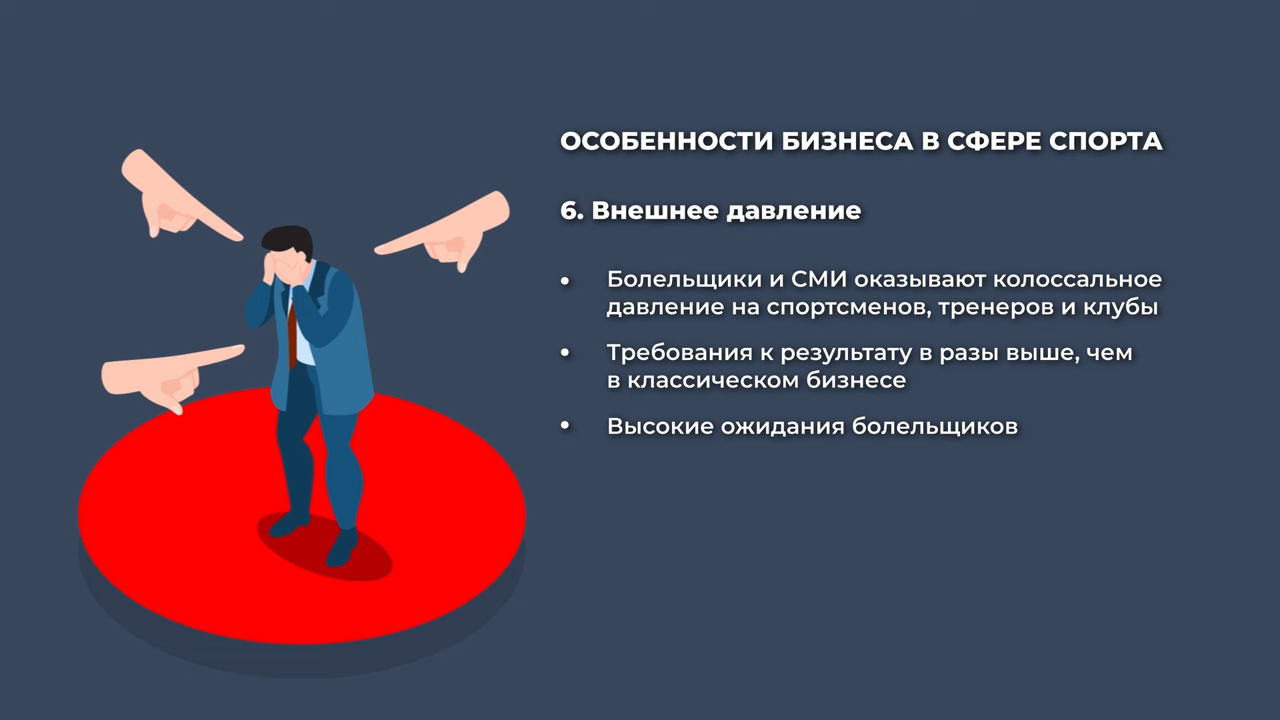 ОСОБЕННОСТИ БИЗНЕСА В СФЕРЕ СПОРТА
6. Внешнее давление
• Болельщики и СМИ оказывают колоссальное
давление на спортсменов, тренеров и клубы
• Требования к результату в разы выше, чем
в классическом бизнесе
• Высокие ожидания болельщиков